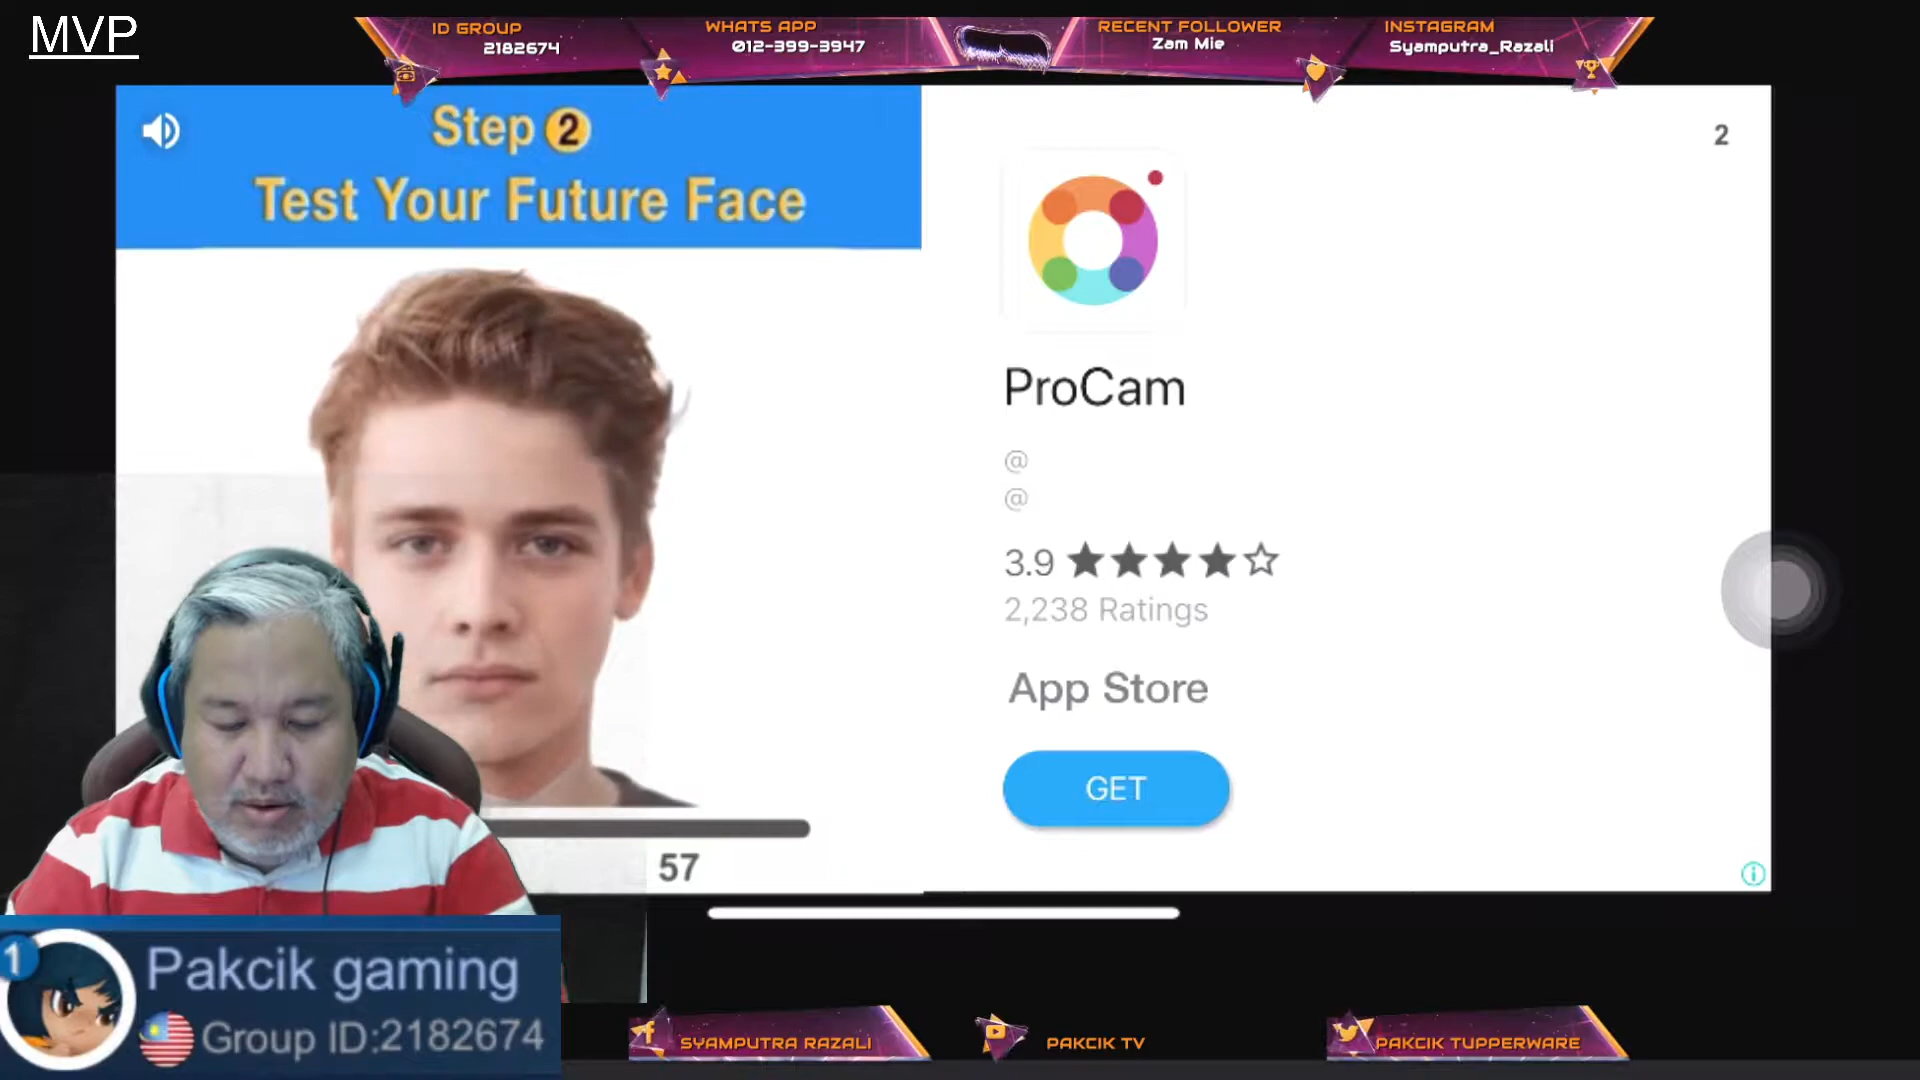 MVP
ID GROUP
2182674
WHATS APP
012-399-3947
RECENT FOLLOWER
Zam Mie
INSTAGRAM
Syamputra_Razali
Step 2
Test Your Future Face
2
ProCam
@
@
3.9
2,238 Ratings
App Store
GET
57
1
Pakcik gaming
Group ID:2182674
SYAMPUTRA RAZALI
PAKCIK TV
PAKCIK TUPPERWARE